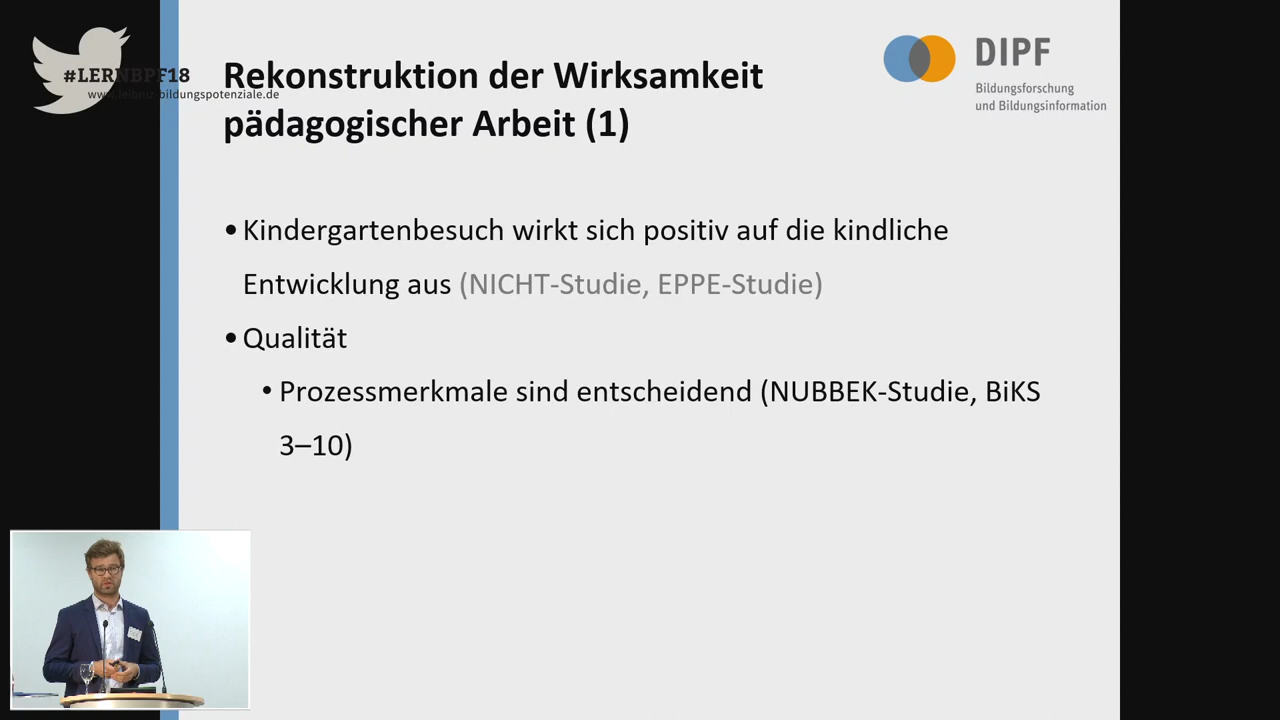 #LERNBPF18
www.leibniz-bildungspotenziale.de
Rekonstruktion der Wirksamkeit
pädagogischer Arbeit (1)
DIPF
Bildungsforschung
und Bildungsinformation
•Kindergartenbesuch wirkt sich positiv auf die kindliche
Entwicklung aus (NICHT-Studie, EPPE-Studie)
•Qualität
•Prozessmerkmale sind entscheidend (NUBBEK-Studie, BiKS
3–10)